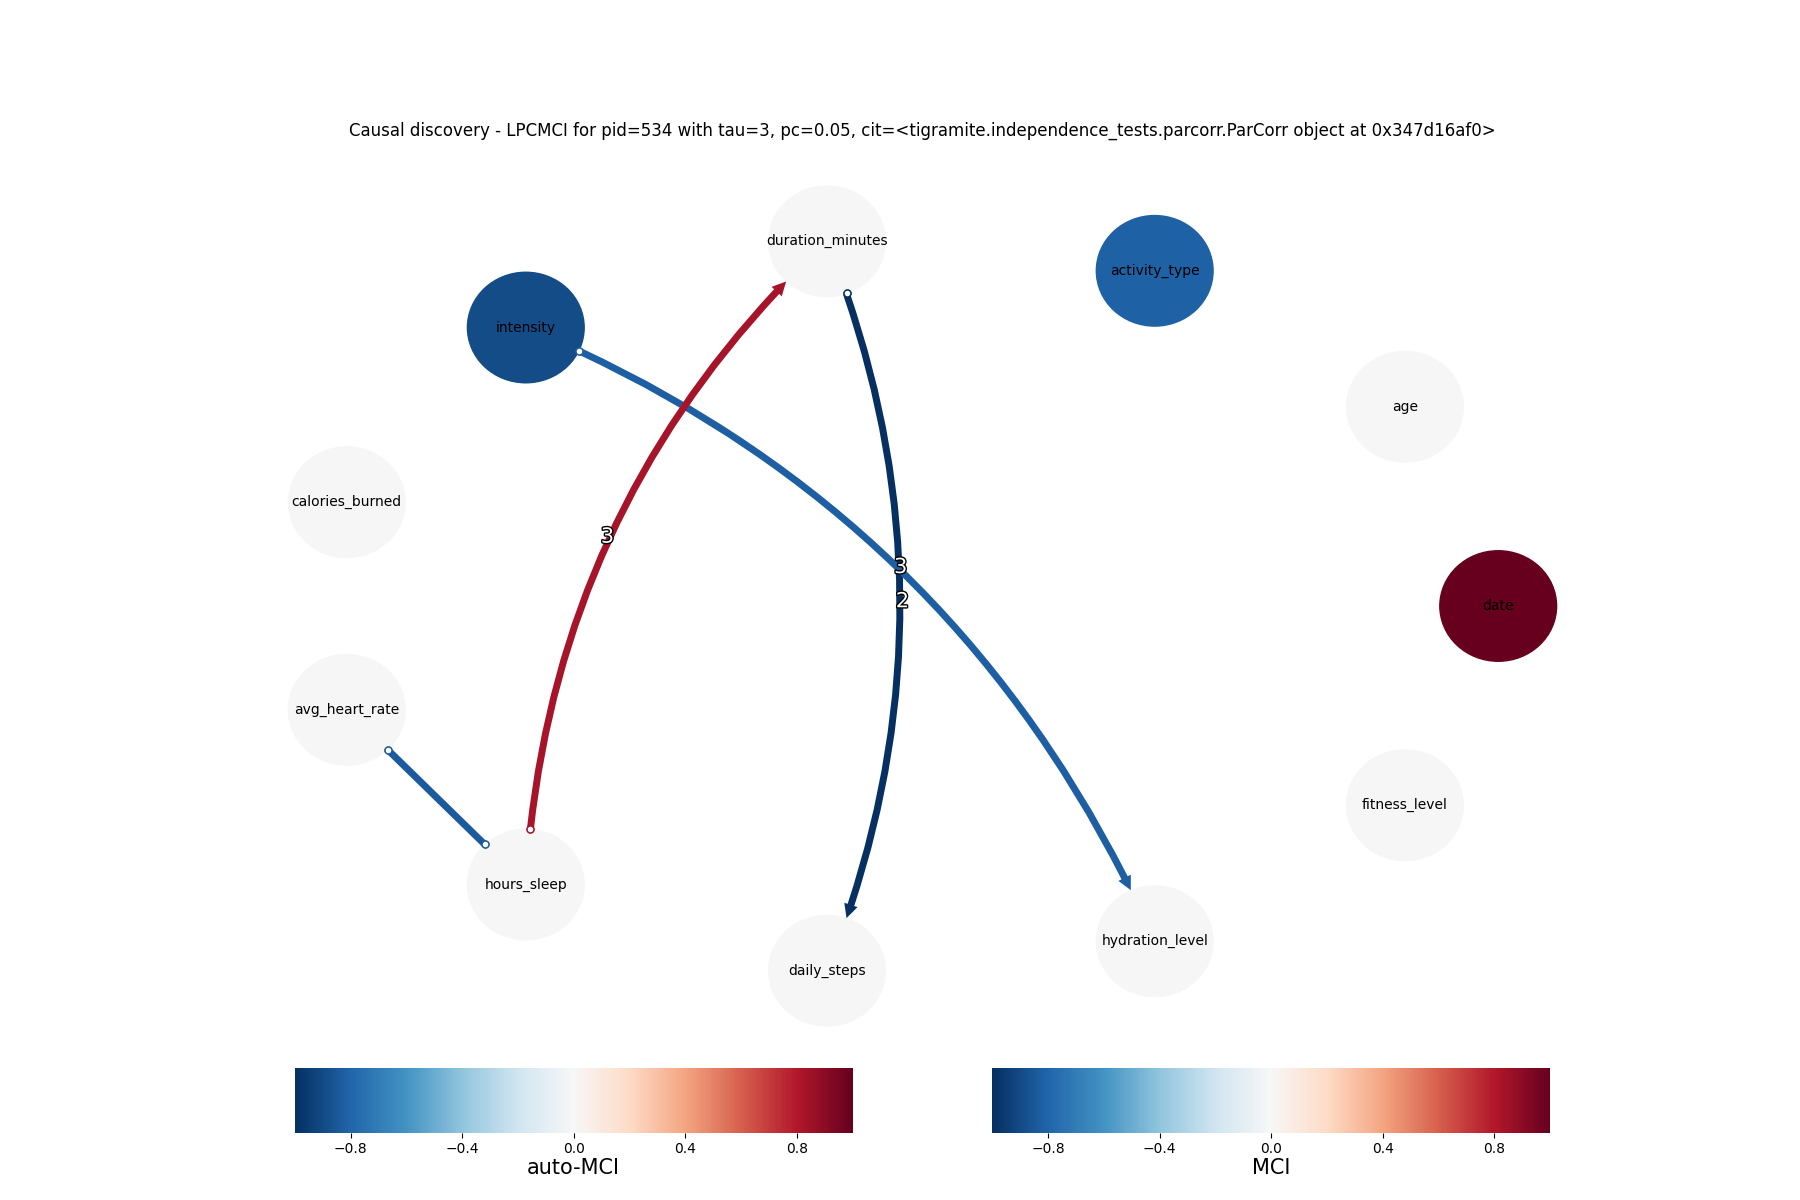 Causal discovery - LPCMCI for pid=534 with tau=3, pc=0.05, cit=<tigramite.independence_tests.parcorr.ParCorr object at 0x347d16af0>
duration_minutes
activity_type
intensity
age
calories_burned
3
3
2
date
avg_heart_rate
fitness_level
hours_sleep
hydration_level
daily_steps
−0.8 −0.4 0.0 0.4 0.8
auto-MCI
−0.8 −0.4 0.0 0.4 0.8
MCI